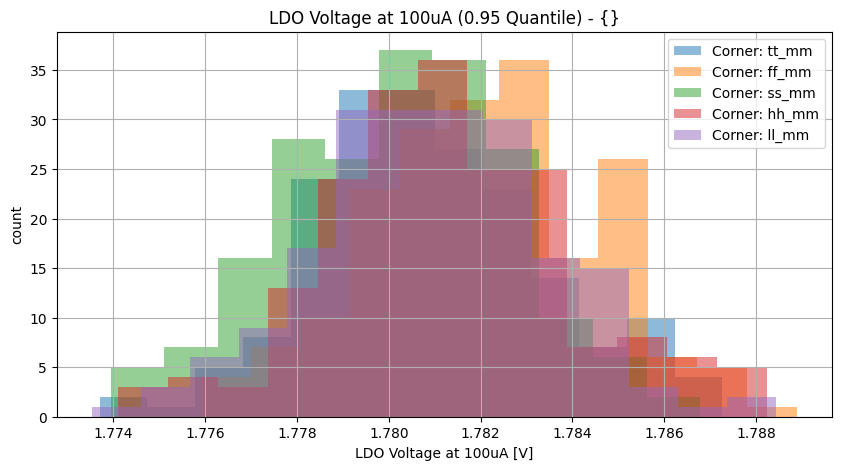 LDO Voltage at 100uA (0.95 Quantile) - {}
Corner: tt_mm
Corner: ff_mm
Corner: ss_mm
Corner: hh_mm
Corner: ll_mm
count
35
30
25
20
15
10
5
0
1.774 1.776 1.778 1.780 1.782 1.784 1.786 1.788
LDO Voltage at 100uA [V]